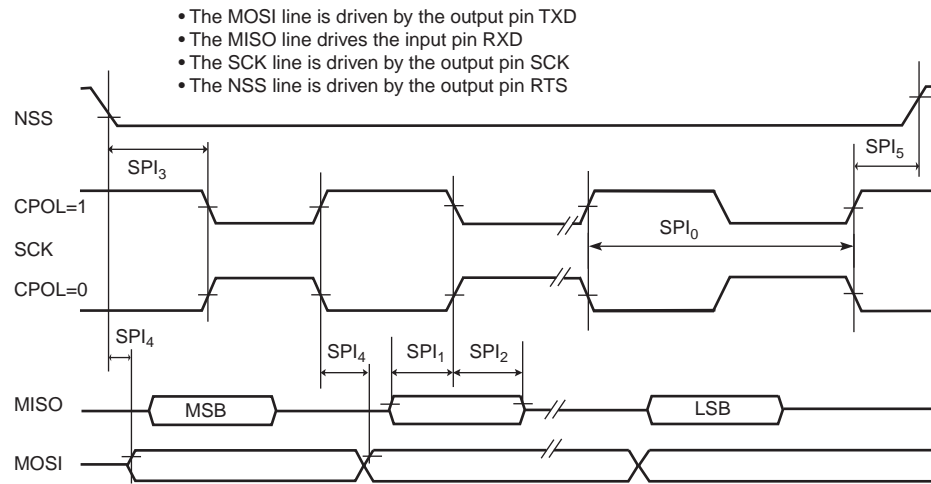 • The MOSI line is driven by the output pin TXD
• The MISO line drives the input pin RXD
• The SCK line is driven by the output pin SCK
• The NSS line is driven by the output pin RTS
NSS
SPI₃
SPI₅
CPOL=1
SCK
SPI₀
CPOL=0
SPI₄
SPI₄
SPI₁
SPI₂
MISO
MSB
LSB
MOSI